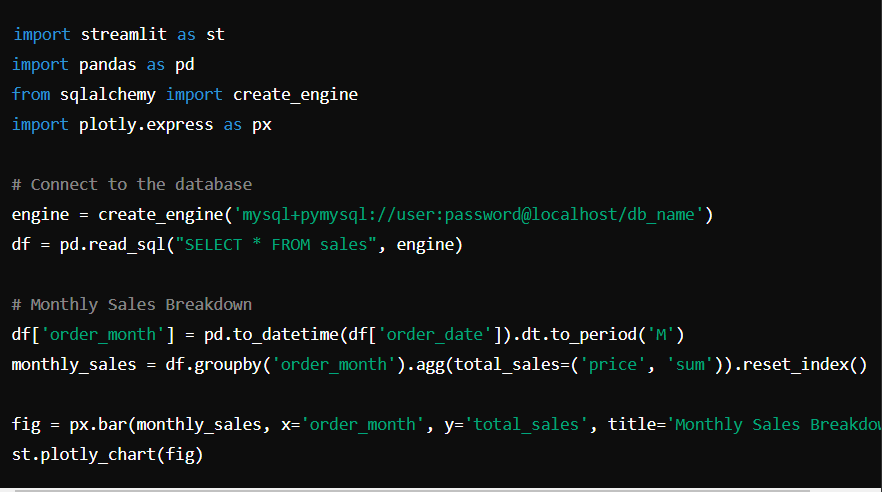 import streamlit as st
import pandas as pd
from sqlalchemy import create_engine
import plotly.express as px
# Connect to the database
engine = create_engine('mysql+pymysql://user:password@localhost/db_name')
df = pd.read_sql("SELECT * FROM sales", engine)
# Monthly Sales Breakdown
df['order_month'] = pd.to_datetime(df['order_date']).dt.to_period('M')
monthly_sales = df.groupby('order_month').agg(total_sales=('price', 'sum')).reset_index()
fig = px.bar(monthly_sales, x='order_month', y='total_sales', title='Monthly Sales
st.plotly_chart(fig)